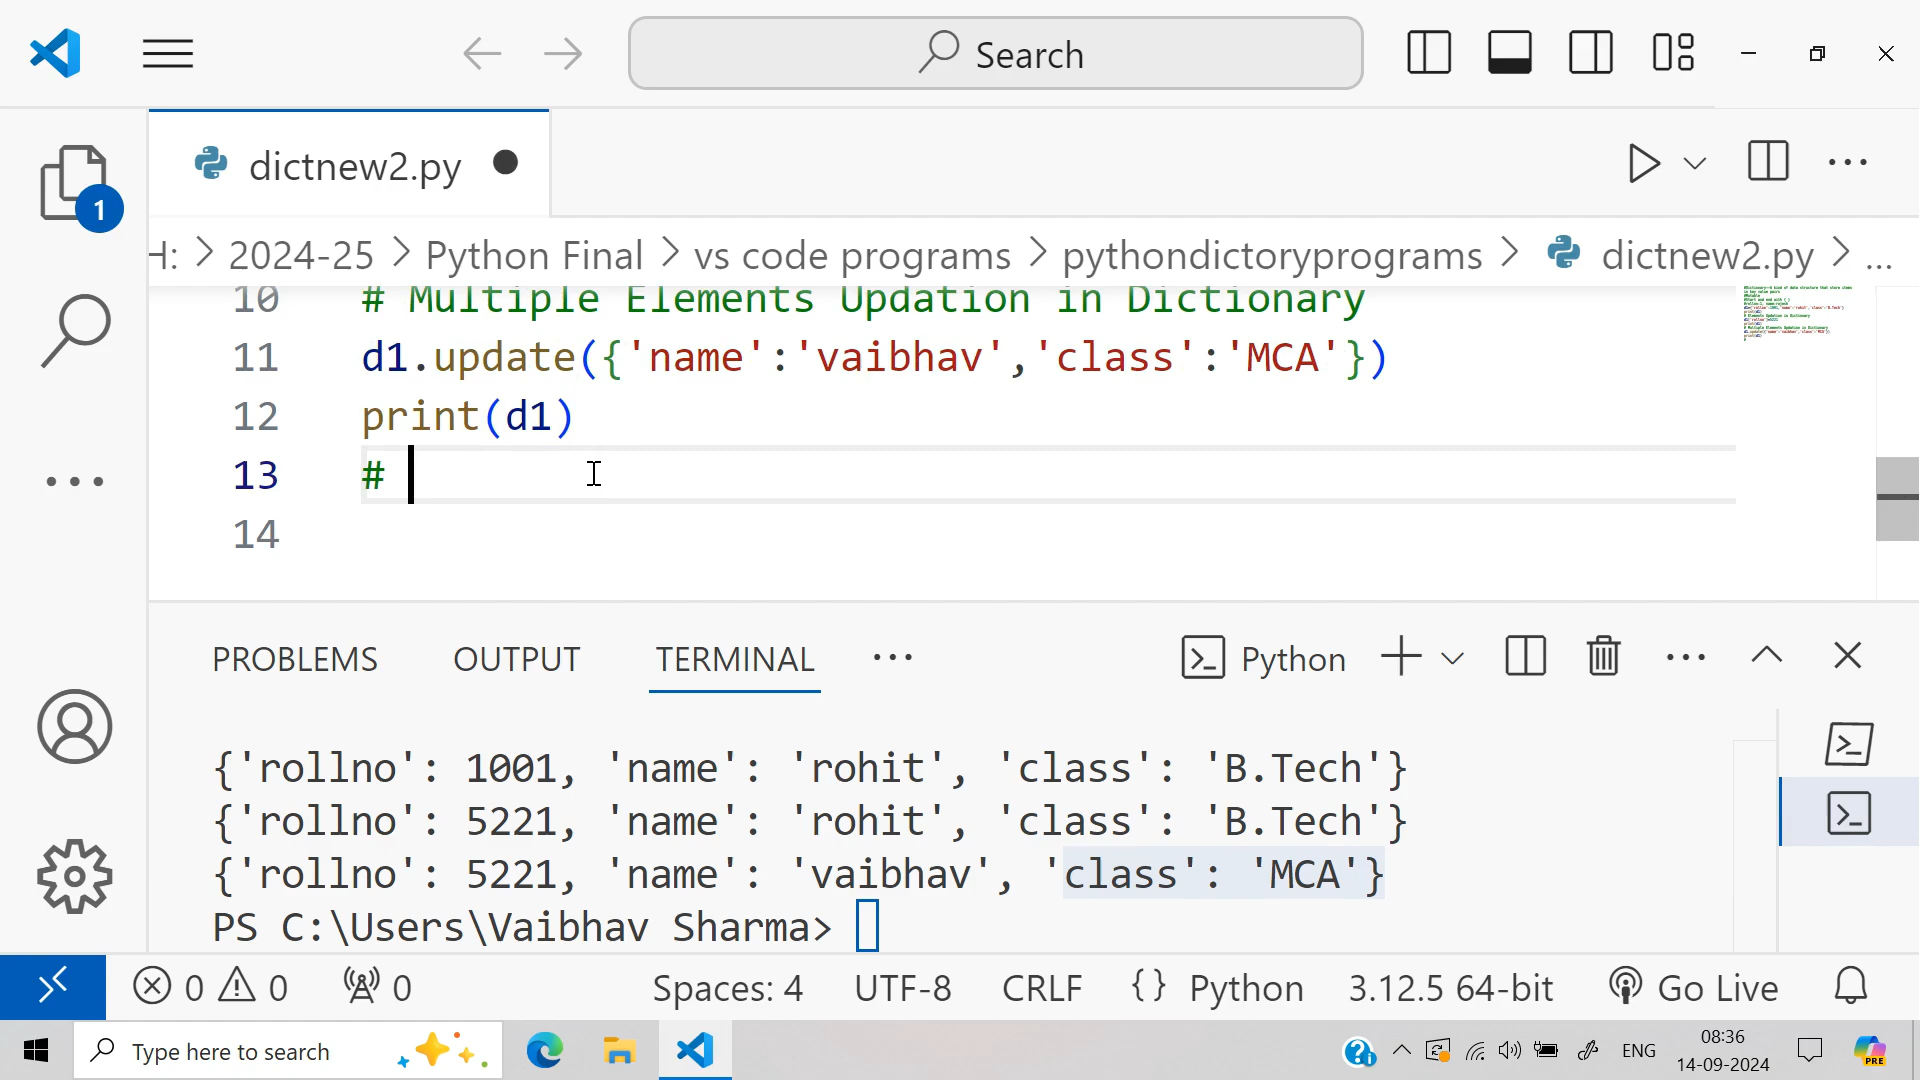 Search
dictnew2.py
1
H: > 2024-25 > Python Final > vs code programs > pythondictoryprograms > dictnew2.py > ...
10 # Multiple Elements Updation in Dictionary
11 d1.update({'name':'vaibhav','class':'MCA'})
12 print(d1)
13 #
14
PROBLEMS OUTPUT TERMINAL ... Python
{'rollno': 1001, 'name': 'rohit', 'class': 'B.Tech'}
{'rollno': 5221, 'name': 'rohit', 'class': 'B.Tech'}
{'rollno': 5221, 'name': 'vaibhav', 'class': 'MCA'}
PS C:\Users\Vaibhav Sharma>
0 0 0 Spaces: 4 UTF-8 CRLF {} Python 3.12.5 64-bit Go Live
Type here to search
ENG
08:36
14-09-2024
PRE